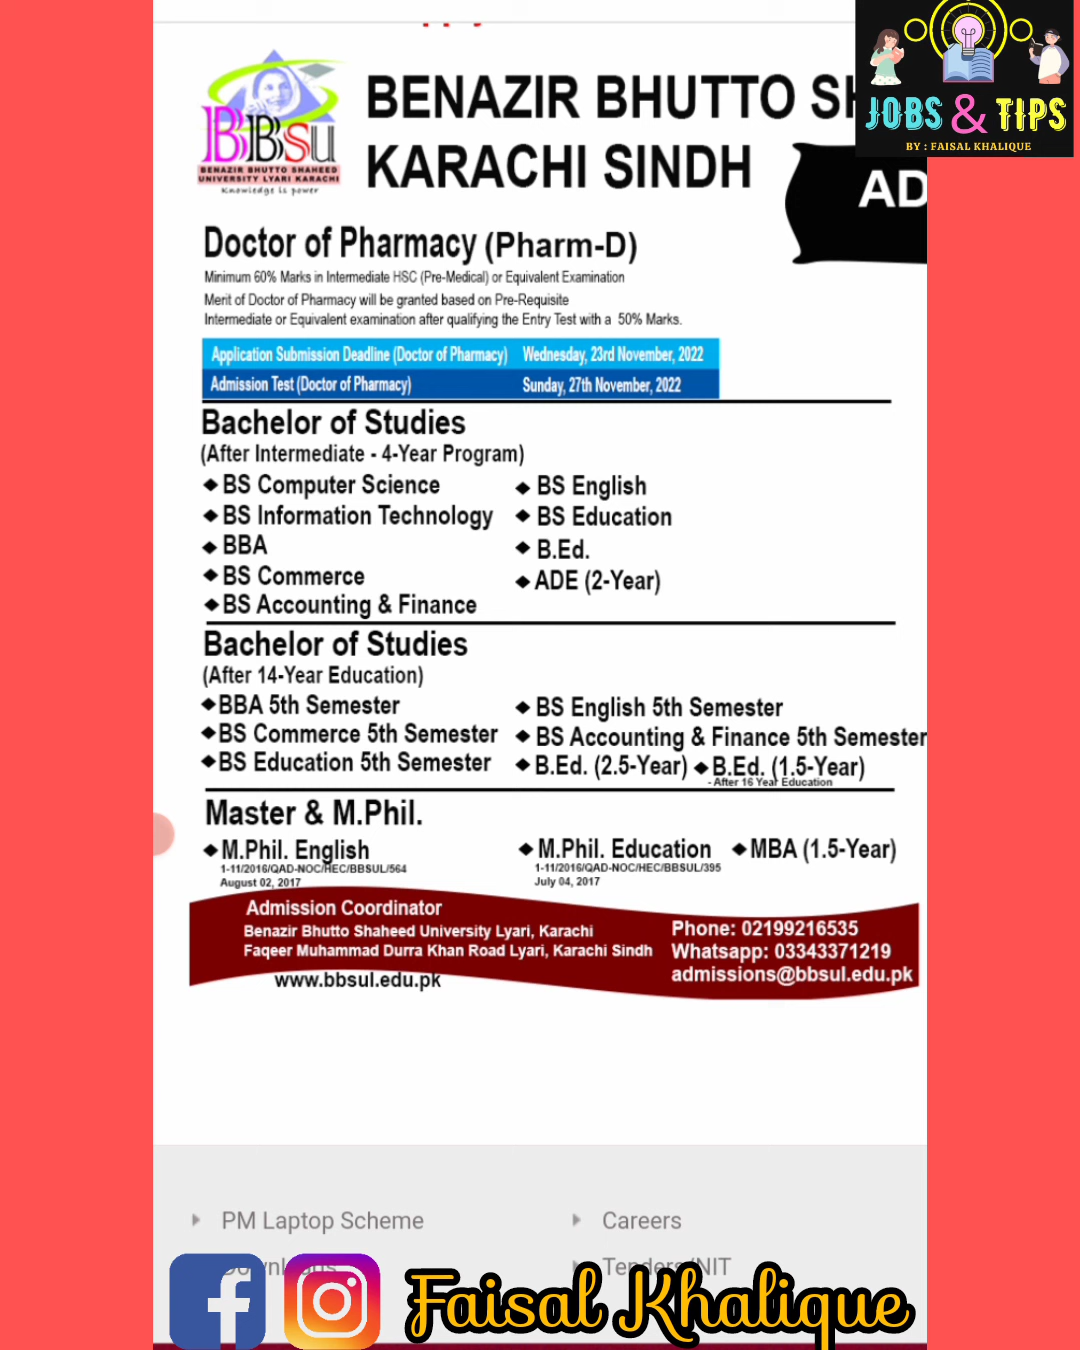 JOBS & TIPS
BY : FAISAL KHALIQUE
BBSU
BENAZIR BHUTTO SHAHEED
UNIVERSITY LYARI KARACHI
Knowledge is power
BENAZIR BHUTTO SH
KARACHI SINDH
AD
Doctor of Pharmacy (Pharm-D)
Minimum 60% Marks in Intermediate HSC (Pre-Medical) or Equivalent Examination
Merit of Doctor of Pharmacy will be granted based on Pre-Requisite
Intermediate or Equivalent examination after qualifying the Entry Test with a 50% Marks.
Application Submission Deadline (Doctor of Pharmacy) Wednesday, 23rd November, 2022
Admission Test (Doctor of Pharmacy) Sunday, 27th November, 2022
Bachelor of Studies
(After Intermediate - 4-Year Program)
BS Computer Science
BS Information Technology
BBA
BS Commerce
BS Accounting & Finance
BS English
BS Education
B.Ed.
ADE (2-Year)
Bachelor of Studies
(After 14-Year Education)
BBA 5th Semester
BS Commerce 5th Semester
BS Education 5th Semester
BS English 5th Semester
BS Accounting & Finance 5th Semester
B.Ed. (2.5-Year) B.Ed. (1.5-Year)
- After 16 Year Education
Master & M.Phil.
M.Phil. English
1-11/2016/QAD-NOC/HEC/BBSUL/564
August 02, 2017
M.Phil. Education
1-11/2016/QAD-NOC/HEC/BBSUL/395
July 04, 2017
MBA (1.5-Year)
Admission Coordinator
Benazir Bhutto Shaheed University Lyari, Karachi
Faqeer Muhammad Durra Khan Road Lyari, Karachi Sindh
www.bbsul.edu.pk
Phone: 02199216535
Whatsapp: 03343371219
admissions@bbsul.edu.pk
PM Laptop Scheme
Careers
Downloads
Tenders/NIT
Faisal Khalique